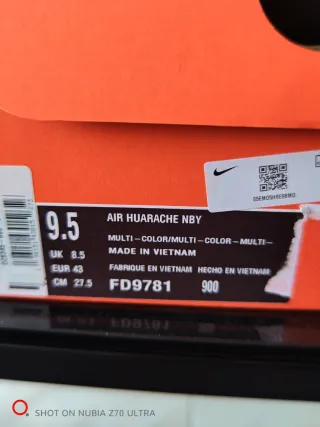 9.5
UK 8.5
EUR 43
CM 27.5
AIR HUARACHE NBY
MULTI-COLOR/MULTI-COLOR-MULTI-
MADE IN VIETNAM
FABRIQUE EN VIETNAM HECHO EN VIETNAM
FD9781 900
SHOT ON NUBIA Z70 ULTRA